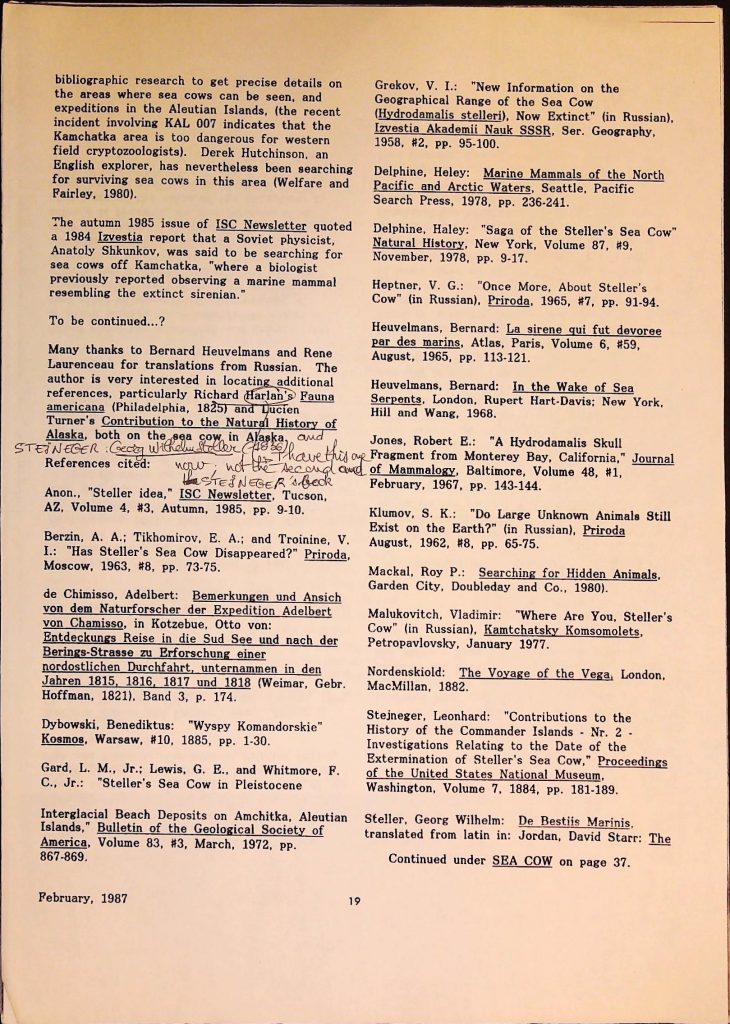 bibliographic research to get precise details on
the areas where sea cows can be seen, and
expeditions in the Aleutian Islands, (the recent
incident involving KAL 007 indicates that the
Kamchatka area is too dangerous for western
field cryptozoologists). Derek Hutchinson, an
English explorer, has nevertheless been searching
for surviving sea cows in this area (Welfare and
Fairley, 1980).
The autumn 1985 issue of ISC Newsletter quoted
a 1984 Izvestia report that a Soviet physicist,
Anatoly Shkunkov, was said to be searching for
sea cows off Kamchatka, "where a biologist
previously reported observing a marine mammal
resembling the extinct sirenian."
To be continued...?
Many thanks to Bernard Heuvelmans and Rene
Laurenceau for translations from Russian. The
author is very interested in locating additional
references, particularly Richard Harlan's Fauna
americana (Philadelphia, 1825) and Lucien
Turner's Contribution to the Natural History of
Alaska, both on the sea cow in Alaska. and
STEJNEGER: Georg Wilhelm Steller (1936)
I have this one
References cited: now; not the second and
the STEJNEGER's book
Anon., "Steller idea," ISC Newsletter, Tucson,
AZ, Volume 4, #3, Autumn, 1985, pp. 9-10.
Berzin, A. A.; Tikhomirov, E. A.; and Troinine, V.
I.: "Has Steller's Sea Cow Disappeared?" Priroda,
Moscow, 1963, #8, pp. 73-75.
de Chimisso, Adelbert: Bemerkungen und Ansich
von dem Naturforscher der Expedition Adelbert
von Chamisso, in Kotzebue, Otto von:
Entdeckungs Reise in die Sud See und nach der
Berings-Strasse zu Erforschung einer
nordostlichen Durchfahrt, unternammen in den
Jahren 1815, 1816, 1817 und 1818 (Weimar, Gebr.
Hoffman, 1821), Band 3, p. 174.
Dybowski, Benediktus: "Wyspy Komandorskie"
Kosmos, Warsaw, #10, 1885, pp. 1-30.
Gard, L. M., Jr.; Lewis, G. E., and Whitmore, F.
C., Jr.: "Steller's Sea Cow in Pleistocene
Interglacial Beach Deposits on Amchitka, Aleutian
Islands," Bulletin of the Geological Society of
America, Volume 83, #3, March, 1972, pp.
867-869.
Grekov, V. I.: "New Information on the
Geographical Range of the Sea Cow
(Hydrodamalis stelleri), Now Extinct" (in Russian),
Izvestia Akademii Nauk SSSR, Ser. Geography,
1958, #2, pp. 95-100.
Delphine, Heley: Marine Mammals of the North
Pacific and Arctic Waters, Seattle, Pacific
Search Press, 1978, pp. 236-241.
Delphine, Haley: "Saga of the Steller's Sea Cow"
Natural History, New York, Volume 87, #9,
November, 1978, pp. 9-17.
Heptner, V. G.: "Once More, About Steller's
Cow" (in Russian), Priroda, 1965, #7, pp. 91-94.
Heuvelmans, Bernard: La sirene qui fut devoree
par des marins, Atlas, Paris, Volume 6, #59,
August, 1965, pp. 113-121.
Heuvelmans, Bernard: In the Wake of Sea
Serpents, London, Rupert Hart-Davis; New York,
Hill and Wang, 1968.
Jones, Robert E.: "A Hydrodamalis Skull
Fragment from Monterey Bay, California," Journal
of Mammalogy, Baltimore, Volume 48, #1,
February, 1967, pp. 143-144.
Klumov, S. K.: "Do Large Unknown Animals Still
Exist on the Earth?" (in Russian), Priroda
August, 1962, #8, pp. 65-75.
Mackal, Roy P.: Searching for Hidden Animals,
Garden City, Doubleday and Co., 1980).
Malukovitch, Vladimir: "Where Are You, Steller's
Cow" (in Russian), Kamtchatsky Komsomolets,
Petropavlovsky, January 1977.
Nordenskiold: The Voyage of the Vega, London,
MacMillan, 1882.
Stejneger, Leonhard: "Contributions to the
History of the Commander Islands - Nr. 2 -
Investigations Relating to the Date of the
Extermination of Steller's Sea Cow," Proceedings
of the United States National Museum,
Washington, Volume 7, 1884, pp. 181-189.
Steller, Georg Wilhelm: De Bestiis Marinis,
translated from latin in: Jordan, David Starr: The
Continued under SEA COW on page 37.
February, 1987
19